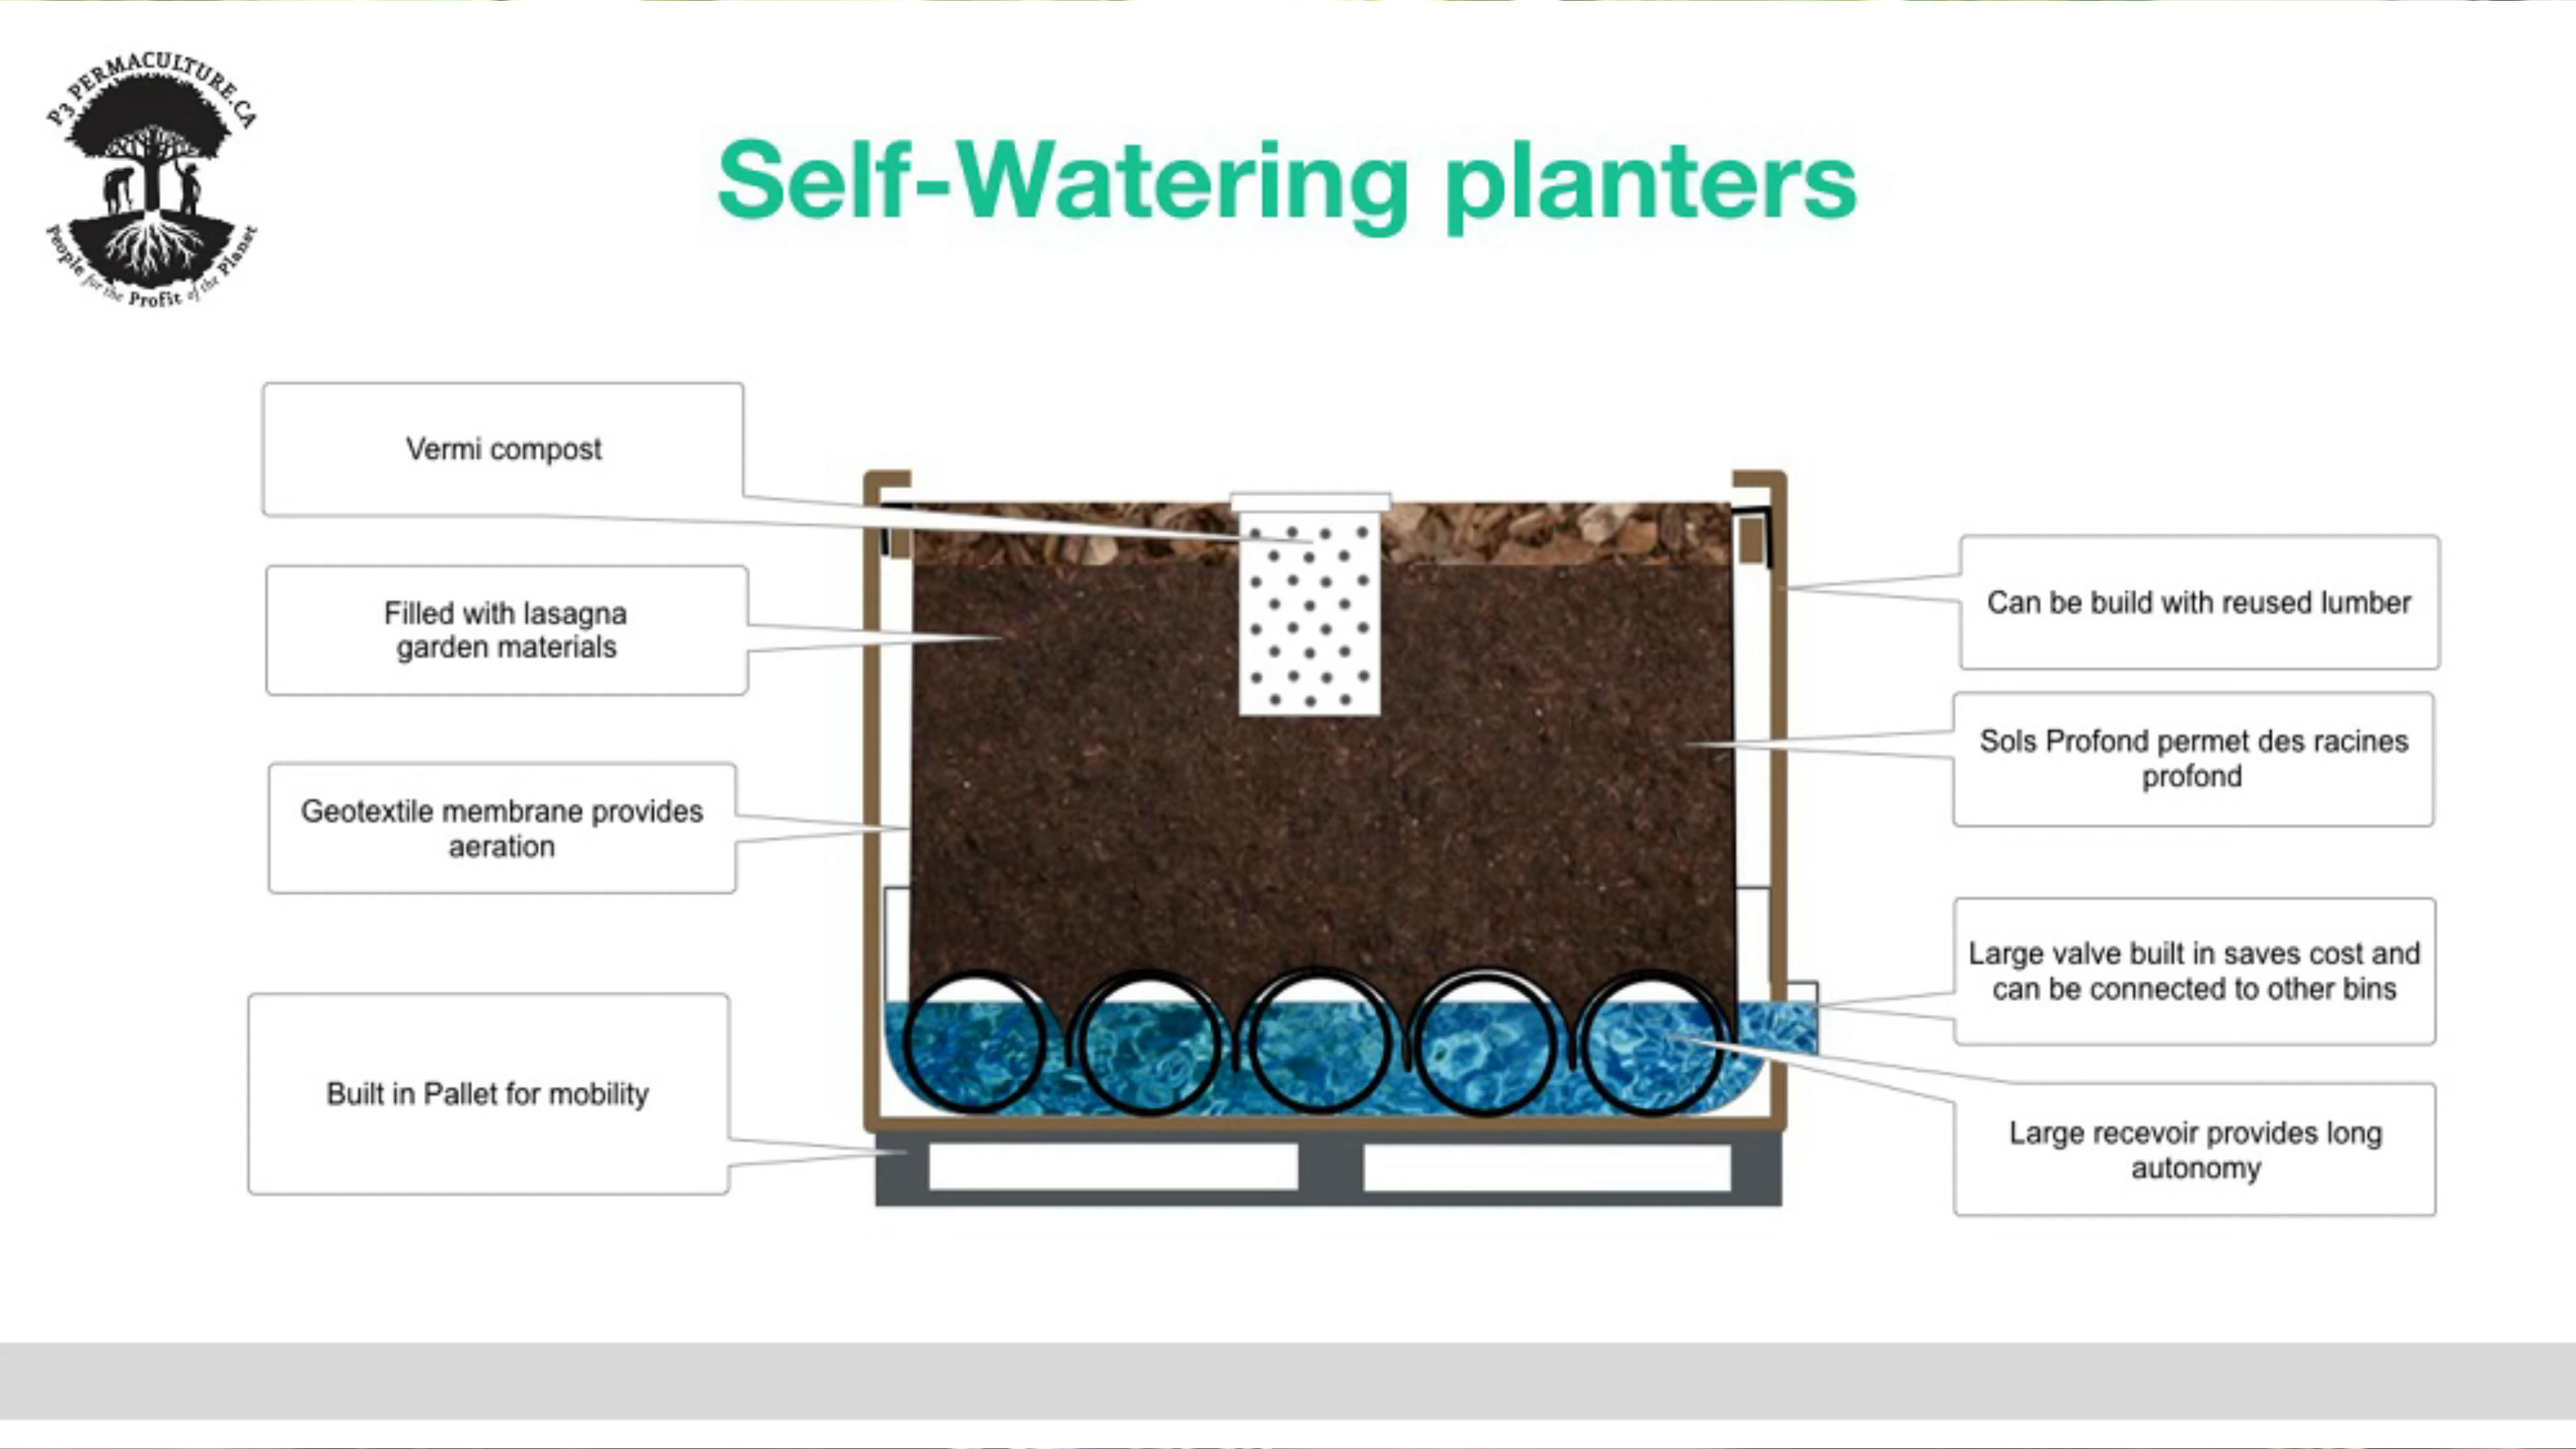 P3 PERMACULTURE.CA
People for the Profit of the Planet
Self-Watering planters
Vermi compost
Filled with lasagna
garden materials
Geotextile membrane provides
aeration
Built in Pallet for mobility
Can be build with reused lumber
Sols Profond permet des racines
profond
Large valve built in saves cost and
can be connected to other bins
Large recevoir provides long
autonomy